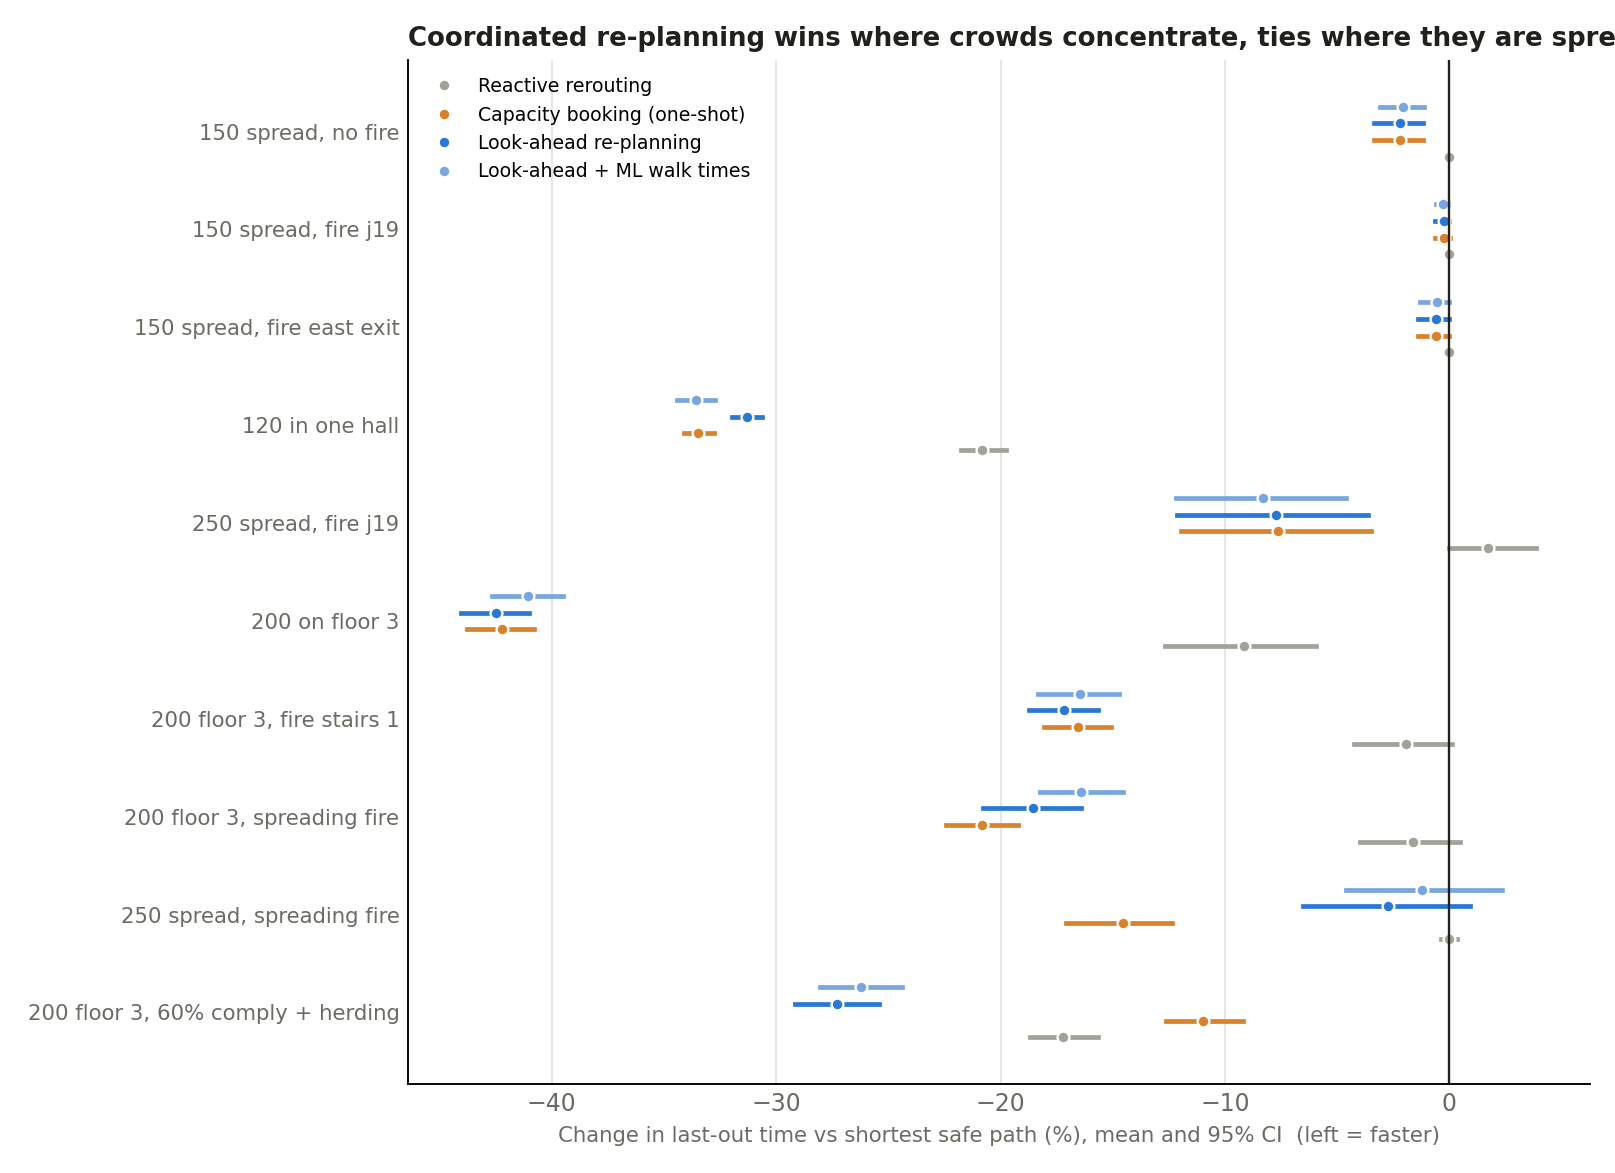 Coordinated re-planning wins where crowds concentrate, ties where they are spre
Reactive rerouting
Capacity booking (one-shot)
Look-ahead re-planning
Look-ahead + ML walk times
150 spread, no fire
150 spread, fire j19
150 spread, fire east exit
120 in one hall
250 spread, fire j19
200 on floor 3
200 floor 3, fire stairs 1
200 floor 3, spreading fire
250 spread, spreading fire
200 floor 3, 60% comply + herding
−40 −30 −20 −10 0
Change in last-out time vs shortest safe path (%), mean and 95% CI  (left = faster)